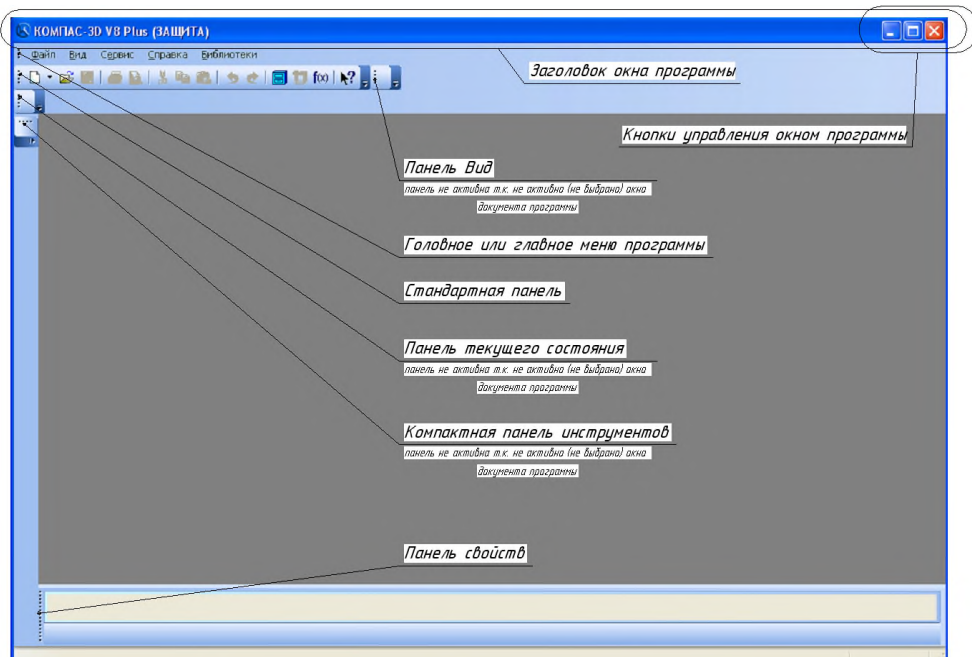 КОМПАС-3D V8 Plus (ЗАЩИТА)
Файл Вид Сервис Справка Библиотеки
f(x) ?
Заголовок окна программы
Кнопки управления окном программы
Панель Вид
панель не активна т.к. не активно (не выбрано) окна
документа программы
Головное или главное меню программы
Стандартная панель
Панель текущего состояния
панель не активна т.к. не активно (не выбрано) окна
документа программы
Компактная панель инструментов
панель не активна т.к. не активно (не выбрано) окна
документа программы
Панель свойств